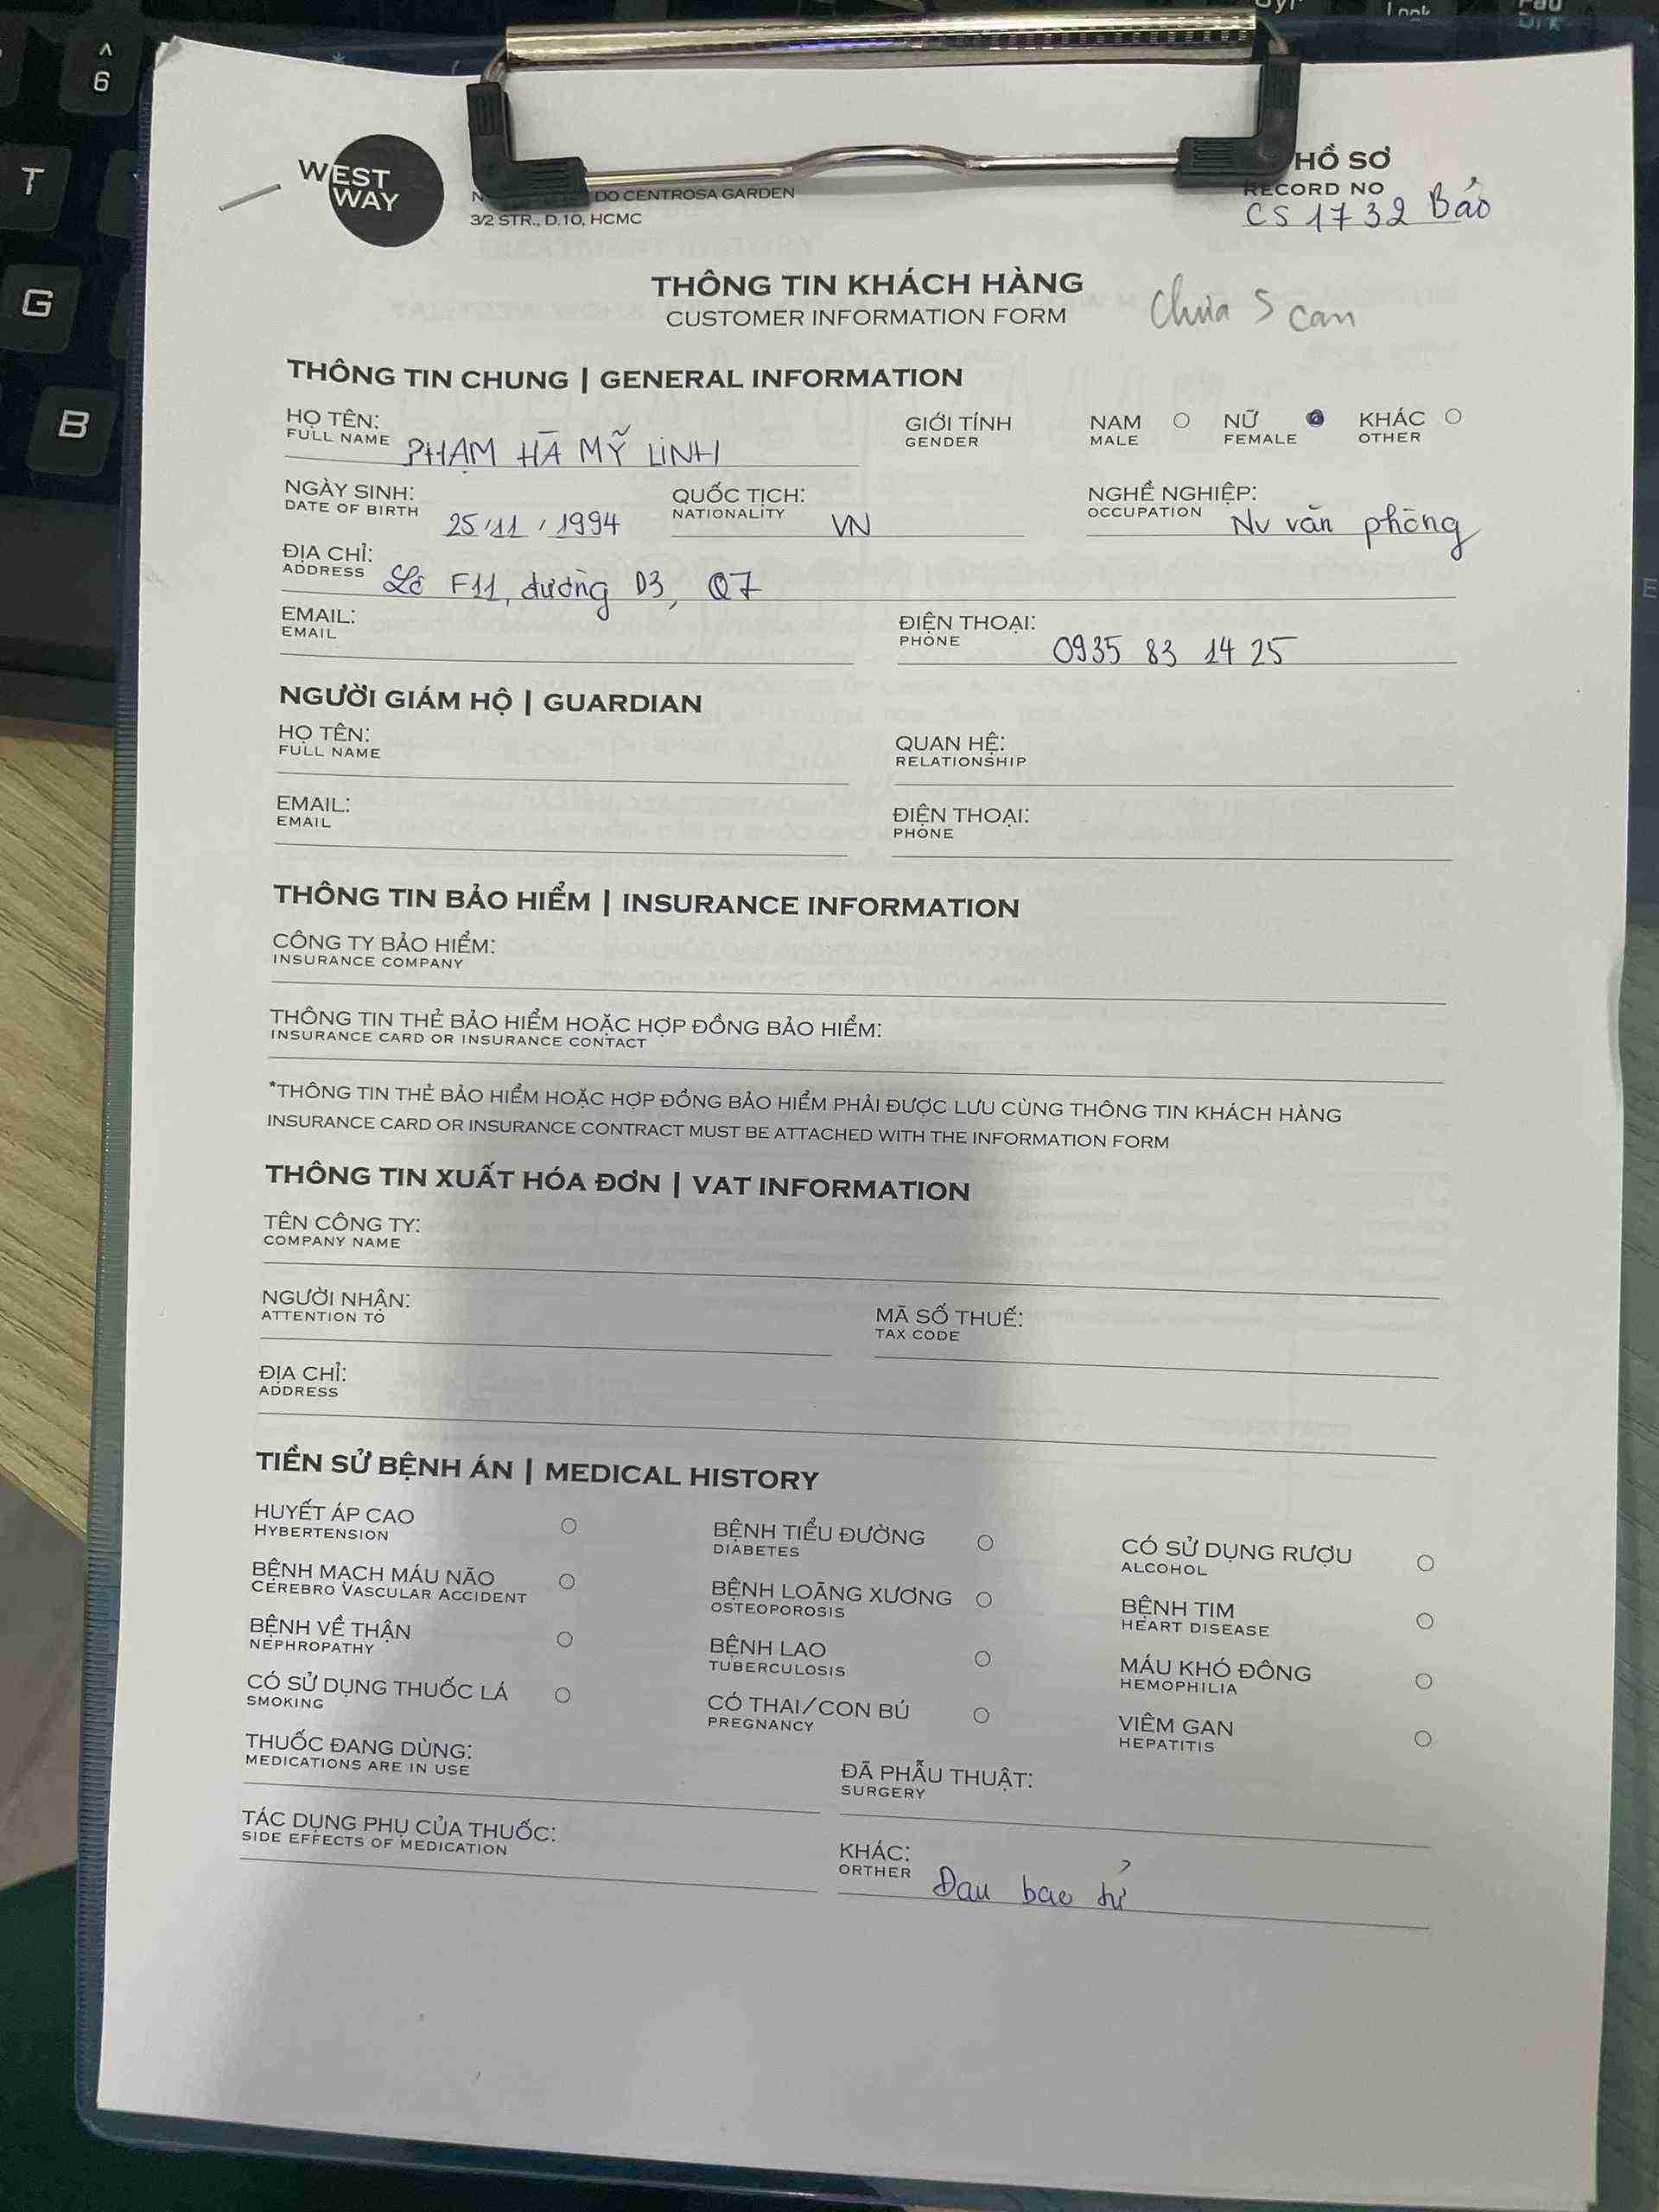 WEST
WAY
DO CENTROSA GARDEN
3/2 STR., D.10, HCMC
HỒ SƠ
RECORD NO
CS 1732 Bảo
THÔNG TIN KHÁCH HÀNG
CUSTOMER INFORMATION FORM
Chưa Scan
THÔNG TIN CHUNG | GENERAL INFORMATION
HỌ TÊN:
FULL NAME PHẠM HÀ MỸ LINH
GIỚI TÍNH
GENDER
NAM
MALE
NỮ
FEMALE
KHÁC
OTHER
NGÀY SINH:
DATE OF BIRTH 25/11/1994
QUỐC TỊCH:
NATIONALITY VN
NGHỀ NGHIỆP:
OCCUPATION Nv văn phòng
ĐỊA CHỈ:
ADDRESS Lô F11, đường D3, Q7
EMAIL:
EMAIL
ĐIỆN THOẠI:
PHONE 0935 83 14 25
NGƯỜI GIÁM HỘ | GUARDIAN
HỌ TÊN:
FULL NAME
QUAN HỆ:
RELATIONSHIP
EMAIL:
EMAIL
ĐIỆN THOẠI:
PHONE
THÔNG TIN BẢO HIỂM | INSURANCE INFORMATION
CÔNG TY BẢO HIỂM:
INSURANCE COMPANY
THÔNG TIN THẺ BẢO HIỂM HOẶC HỢP ĐỒNG BẢO HIỂM:
INSURANCE CARD OR INSURANCE CONTACT
*THÔNG TIN THẺ BẢO HIỂM HOẶC HỢP ĐỒNG BẢO HIỂM PHẢI ĐƯỢC LƯU CÙNG THÔNG TIN KHÁCH HÀNG
INSURANCE CARD OR INSURANCE CONTRACT MUST BE ATTACHED WITH THE INFORMATION FORM
THÔNG TIN XUẤT HÓA ĐƠN | VAT INFORMATION
TÊN CÔNG TY:
COMPANY NAME
NGƯỜI NHẬN:
ATTENTION TO
MÃ SỐ THUẾ:
TAX CODE
ĐỊA CHỈ:
ADDRESS
TIỀN SỬ BỆNH ÁN | MEDICAL HISTORY
HUYẾT ÁP CAO
HYBERTENSION
BỆNH TIỂU ĐƯỜNG
DIABETES
CÓ SỬ DỤNG RƯỢU
ALCOHOL
BỆNH MẠCH MÁU NÃO
CEREBRO VASCULAR ACCIDENT
BỆNH LOÃNG XƯƠNG
OSTEOPOROSIS
BỆNH TIM
HEART DISEASE
BỆNH VỀ THẬN
NEPHROPATHY
BỆNH LAO
TUBERCULOSIS
MÁU KHÓ ĐÔNG
HEMOPHILIA
CÓ SỬ DỤNG THUỐC LÁ
SMOKING
CÓ THAI/CON BÚ
PREGNANCY
VIÊM GAN
HEPATITIS
THUỐC ĐANG DÙNG:
MEDICATIONS ARE IN USE
ĐÃ PHẪU THUẬT:
SURGERY
TÁC DỤNG PHỤ CỦA THUỐC:
SIDE EFFECTS OF MEDICATION
KHÁC:
ORTHER Đau bao tử
6
T
G
B
E